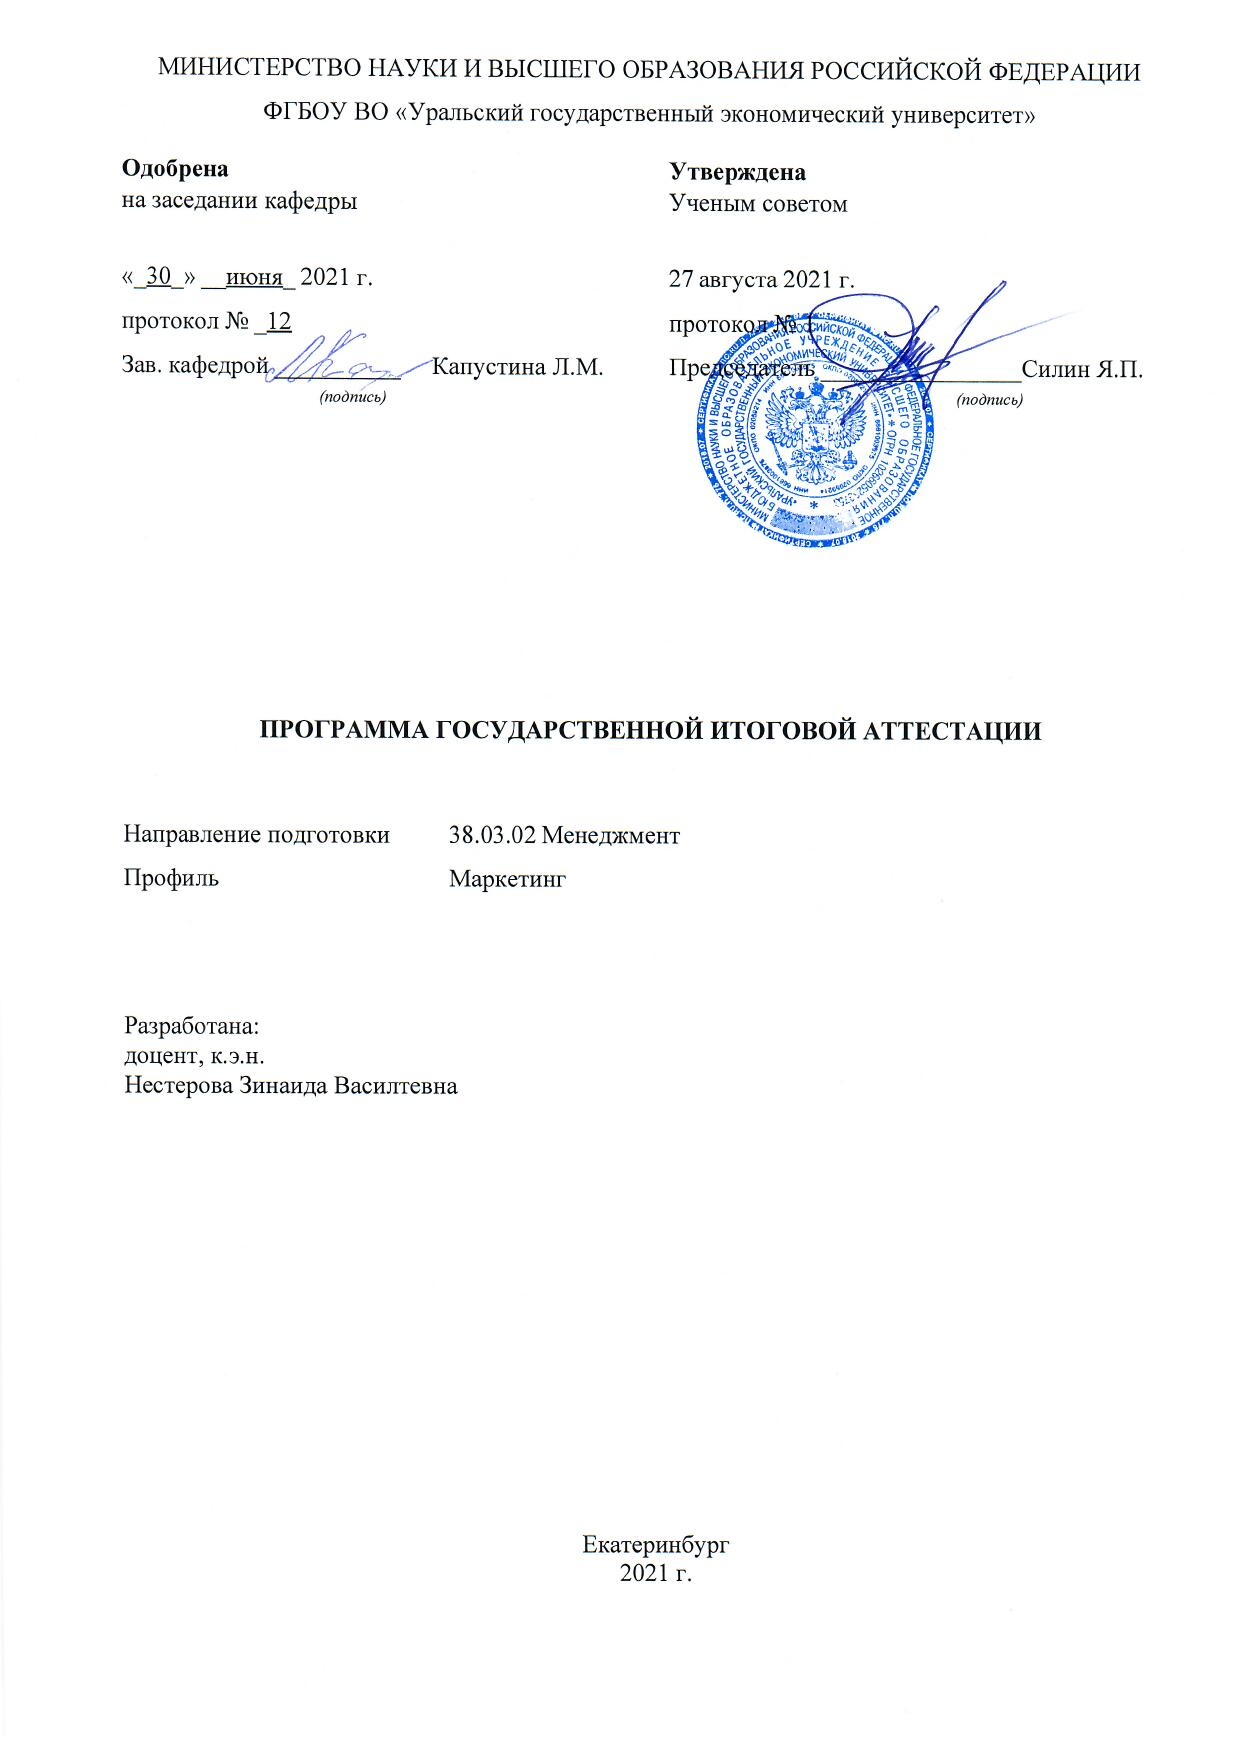 МИНИСТЕРСТВО НАУКИ И ВЫСШЕГО ОБРАЗОВАНИЯ РОССИЙСКОЙ ФЕДЕРАЦИИ
ФГБОУ ВО «Уральский государственный экономический университет»
Одобрена
на заседании кафедры
«_30_» __июня_ 2021 г.
протокол № _12
Зав. кафедрой__________ Капустина Л.М.
(подпись)
Утверждена
Ученым советом
27 августа 2021 г.
протокол №
Председатель ________________Силин Я.П.
(подпись)
ПРОГРАММА ГОСУДАРСТВЕННОЙ ИТОГОВОЙ АТТЕСТАЦИИ
Направление подготовки 38.03.02 Менеджмент
Профиль Маркетинг
Разработана:
доцент, к.э.н.
Нестерова Зинаида Василтевна
Екатеринбург
2021 г.